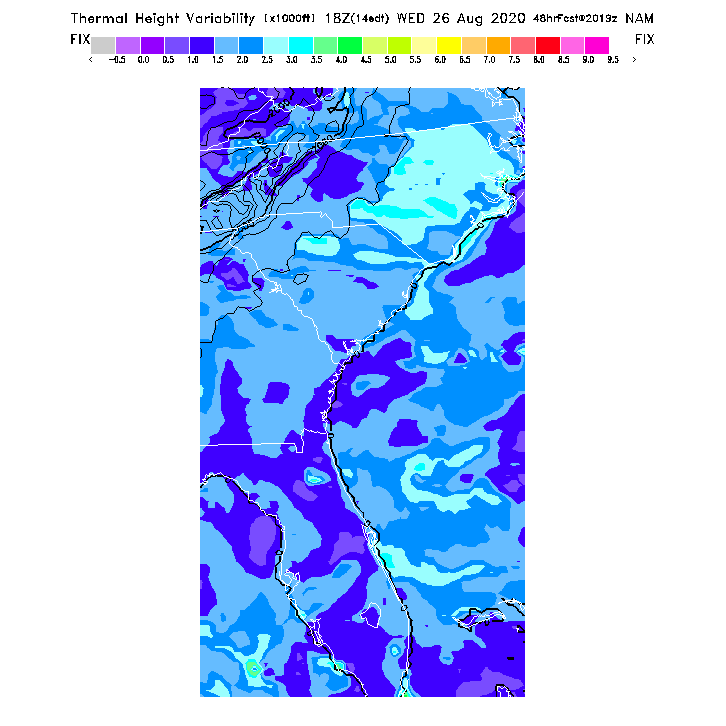 Thermal Height Variability [x1000ft] 18Z(14edt) WED 26 Aug 2020 48hrFcst@2019z NAM
FIX FIX
< -0.5 0.0 0.5 1.0 1.5 2.0 2.5 3.0 3.5 4.0 4.5 5.0 5.5 6.0 6.5 7.0 7.5 8.0 8.5 9.0 9.5 >